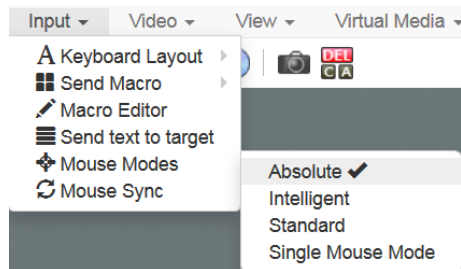 Input Video View Virtual Media
A Keyboard Layout
Send Macro
DEL
C A
Macro Editor
Send text to target
Mouse Modes
Mouse Sync
Absolute
Intelligent
Standard
Single Mouse Mode